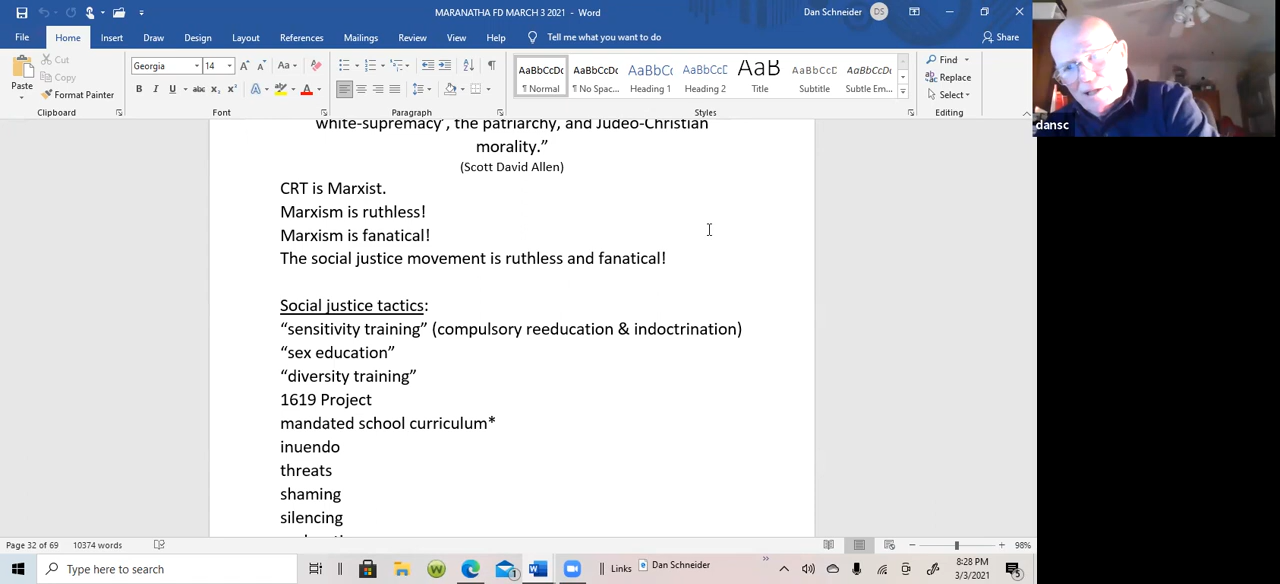 MARANATHA FD MARCH 3 2021 - Word
Dan Schneider DS
File Home Insert Draw Design Layout References Mailings Review View Help Tell me what you want to do Share
Paste Cut Copy Format Painter
Georgia 14
AaBbCcDc AaBbCcDc AaBbCc AaBbCcD AaB AaBbCcD AaBbCcDc
¶ Normal ¶ No Spac... Heading 1 Heading 2 Title Subtitle Subtle Em...
Find
Replace
Select
Clipboard Font Paragraph Styles Editing
dansc
white-supremacy’, the patriarchy, and Judeo-Christian
morality.”
(Scott David Allen)
CRT is Marxist.
Marxism is ruthless!
Marxism is fanatical!
The social justice movement is ruthless and fanatical!
Social justice tactics:
“sensitivity training” (compulsory reeducation & indoctrination)
“sex education”
“diversity training”
1619 Project
mandated school curriculum*
inuendo
threats
shaming
silencing
Page 32 of 69 10374 words 98%
Type here to search
Links Dan Schneider
8:28 PM
3/3/2021